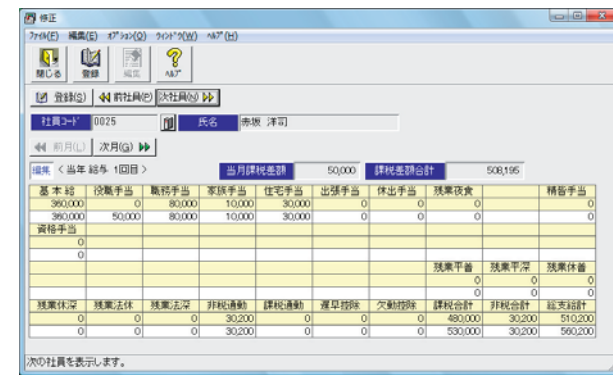 修正
ファイル(F) 編集(E) オプション(O) ウィンドウ(W) ヘルプ(H)
閉じる 登録 編集 ヘルプ
登録(S) 前社員(P) 次社員(N)
社員コード 0025 氏名 赤坂 洋司
前月(L) 次月(G)
編集 < 当年 給与 1回目 > 当月課税差額 50,000 課税差額合計 508,195
基本給 役職手当 職務手当 家族手当 住宅手当 出張手当 休出手当 残業夜食 精皆手当
360,000 0 80,000 10,000 30,000 0 0 0 0
360,000 50,000 80,000 10,000 30,000 0 0 0 0
資格手当
0
0
残業平普 残業平深 残業休普
0 0 0
0 0 0
残業休深 残業法休 残業法深 非税通勤 課税通勤 遅早控除 欠勤控除 課税合計 非税合計 総支給計
0 0 0 30,200 0 0 0 480,000 30,200 510,200
0 0 0 30,200 0 0 0 530,000 30,200 560,200
次の社員を表示します。